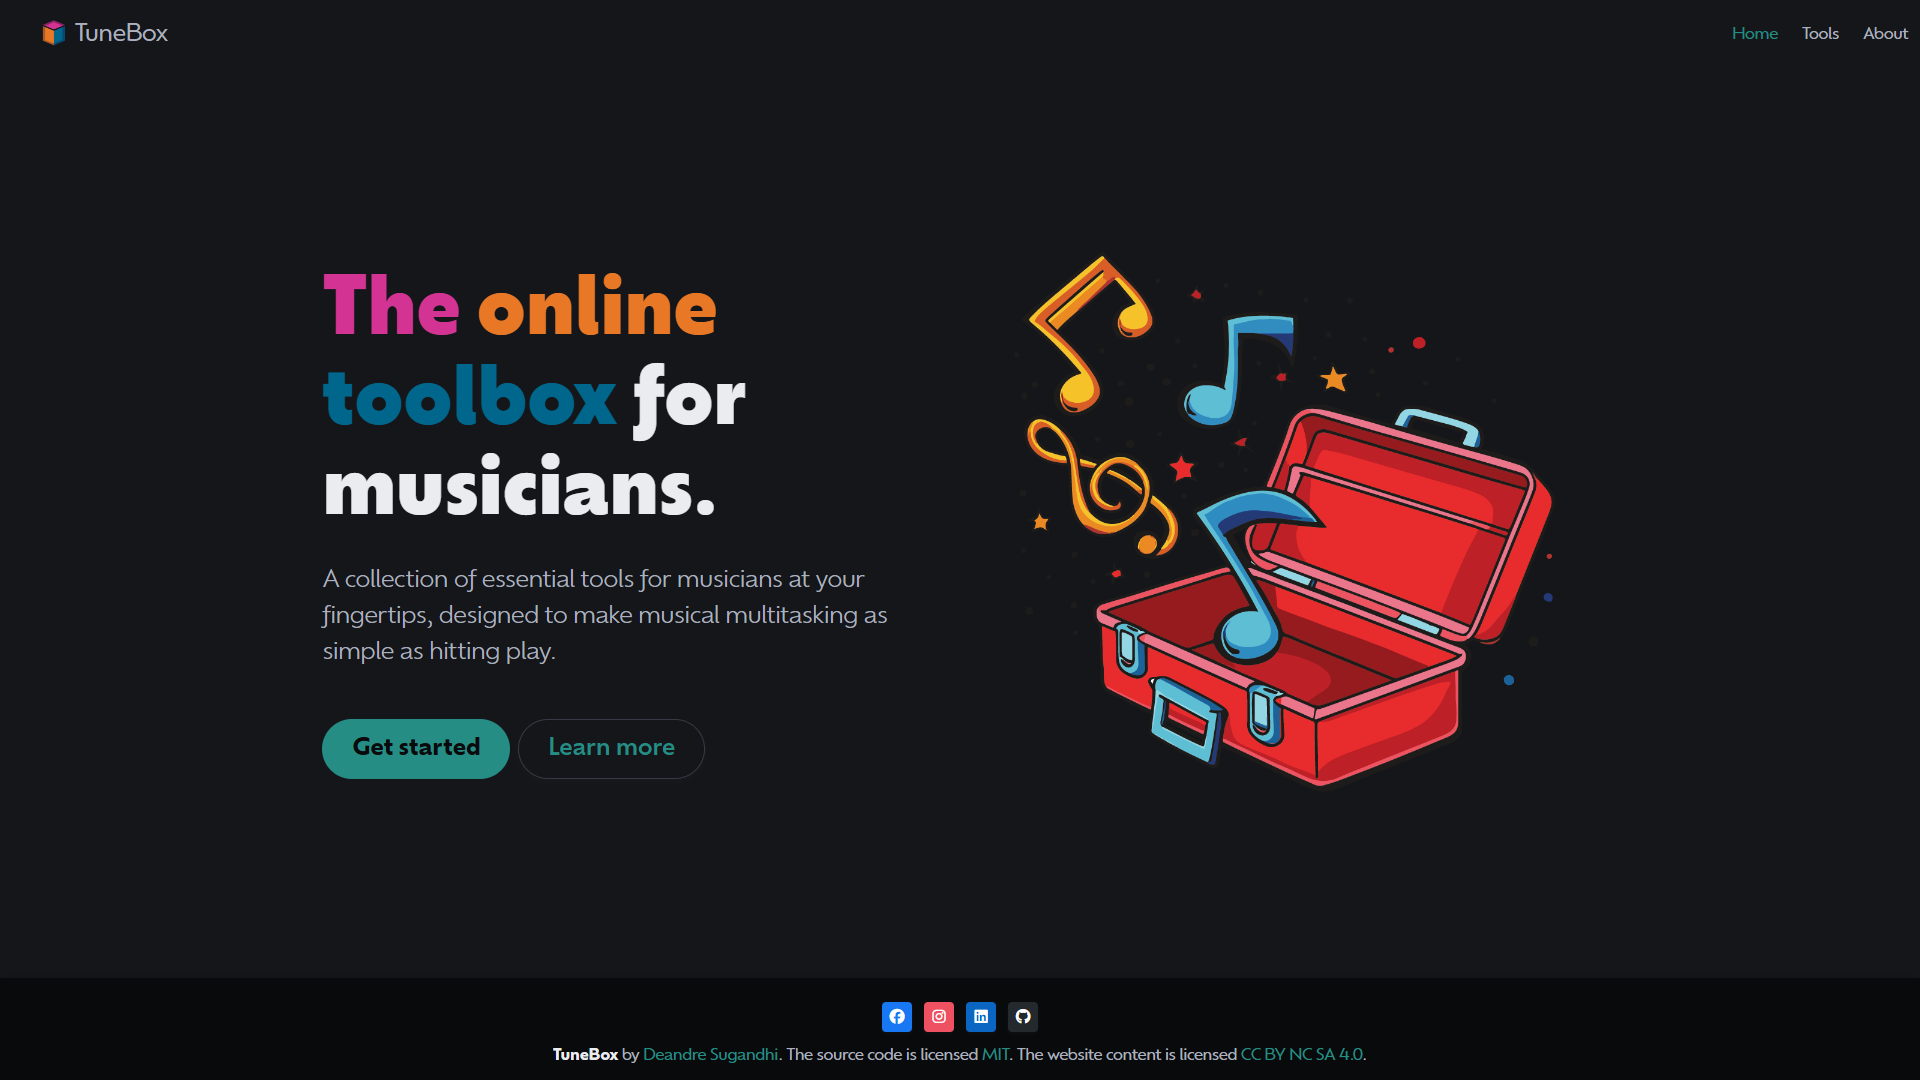 TuneBox
Home Tools About
The online
toolbox for
musicians.
A collection of essential tools for musicians at your
fingertips, designed to make musical multitasking as
simple as hitting play.
Get started Learn more
TuneBox by Deandre Sugandhi. The source code is licensed MIT. The website content is licensed CC BY NC SA 4.0.